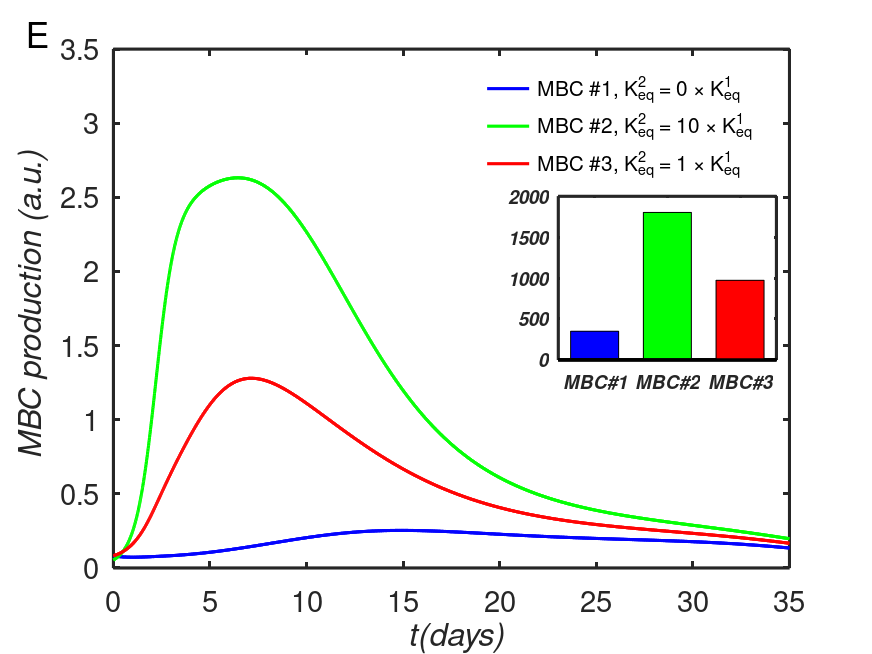 E
3.5
3
2.5
2
1.5
1
0.5
0
MBC production (a.u.)
MBC #1, K²eq = 0 × K¹eq
MBC #2, K²eq = 10 × K¹eq
MBC #3, K²eq = 1 × K¹eq
2000
1500
1000
500
0
MBC#1 MBC#2 MBC#3
0 5 10 15 20 25 30 35
t(days)